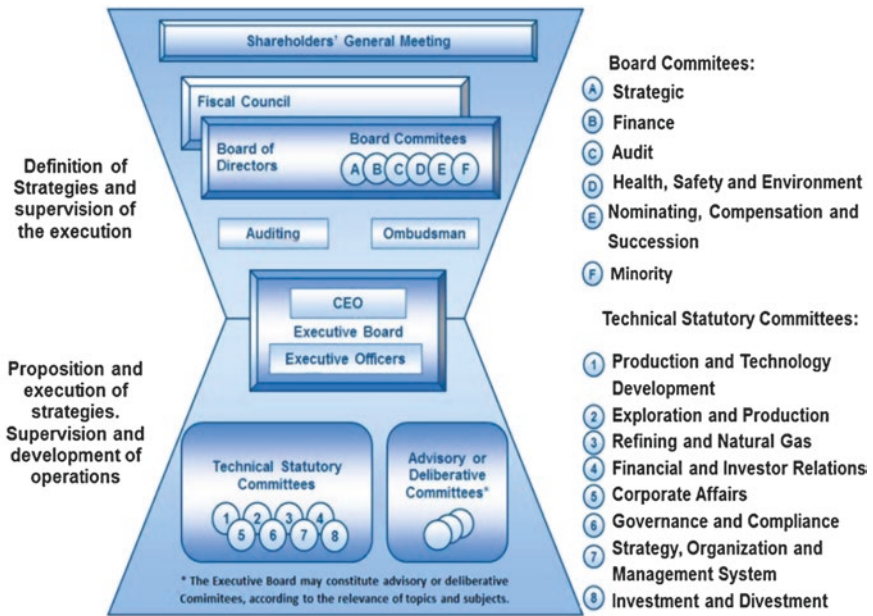 Shareholders' General Meeting
Fiscal Council
Board of
Directors
Board Commitees
A B C D E F
Auditing
Ombudsman
CEO
Executive Board
Executive Officers
Technical Statutory
Committees
1 2 3 4
5 6 7 8
Advisory or
Deliberative
Committees*
* The Executive Board may constitute advisory or deliberative
Comimitees, according to the relevance of topics and subjects.
Definition of
Strategies and
supervision of
the execution
Proposition and
execution of
strategies.
Supervision and
development of
operations
Board Commitees:
A Strategic
B Finance
C Audit
D Health, Safety and Environment
E Nominating, Compensation and
Succession
F Minority
Technical Statutory Committees:
1 Production and Technology
Development
2 Exploration and Production
3 Refining and Natural Gas
4 Financial and Investor Relations
5 Corporate Affairs
6 Governance and Compliance
7 Strategy, Organization and
Management System
8 Investment and Divestment